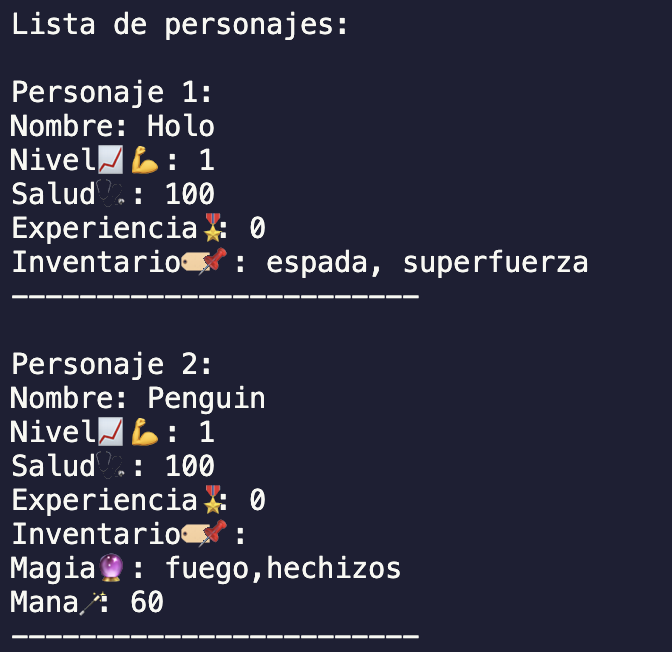 Lista de personajes:
Personaje 1:
Nombre: Holo
Nivel📈💪: 1
Salud🩺: 100
Experiencia🎖: 0
Inventario🏷📌: espada, superfuerza
------------------------
Personaje 2:
Nombre: Penguin
Nivel📈💪: 1
Salud🩺: 100
Experiencia🎖: 0
Inventario🏷📌:
Magia🔮: fuego,hechizos
Mana🪄: 60
------------------------